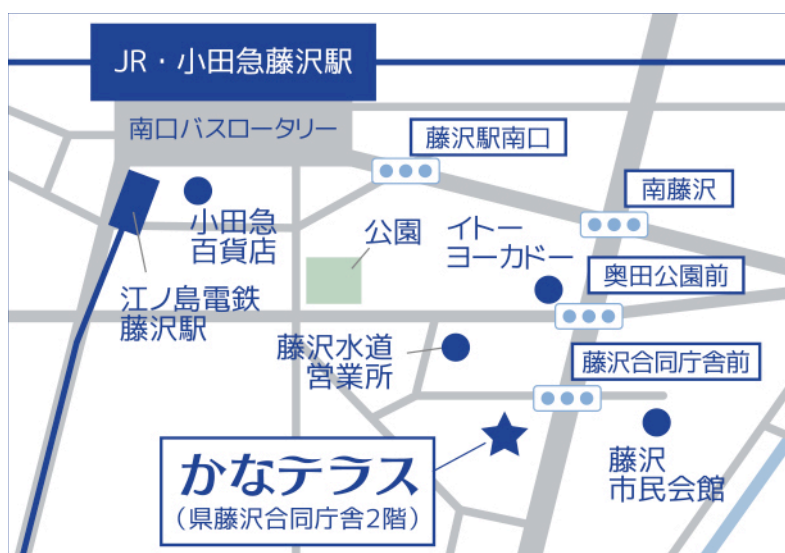 JR・小田急藤沢駅
南口バスロータリー
藤沢駅南口
南藤沢
小田急
百貨店
公園
イトー
ヨーカドー
奥田公園前
江ノ島電鉄
藤沢駅
藤沢水道
営業所
藤沢合同庁舎前
かなテラス
（県藤沢合同庁舎2階）
藤沢
市民会館